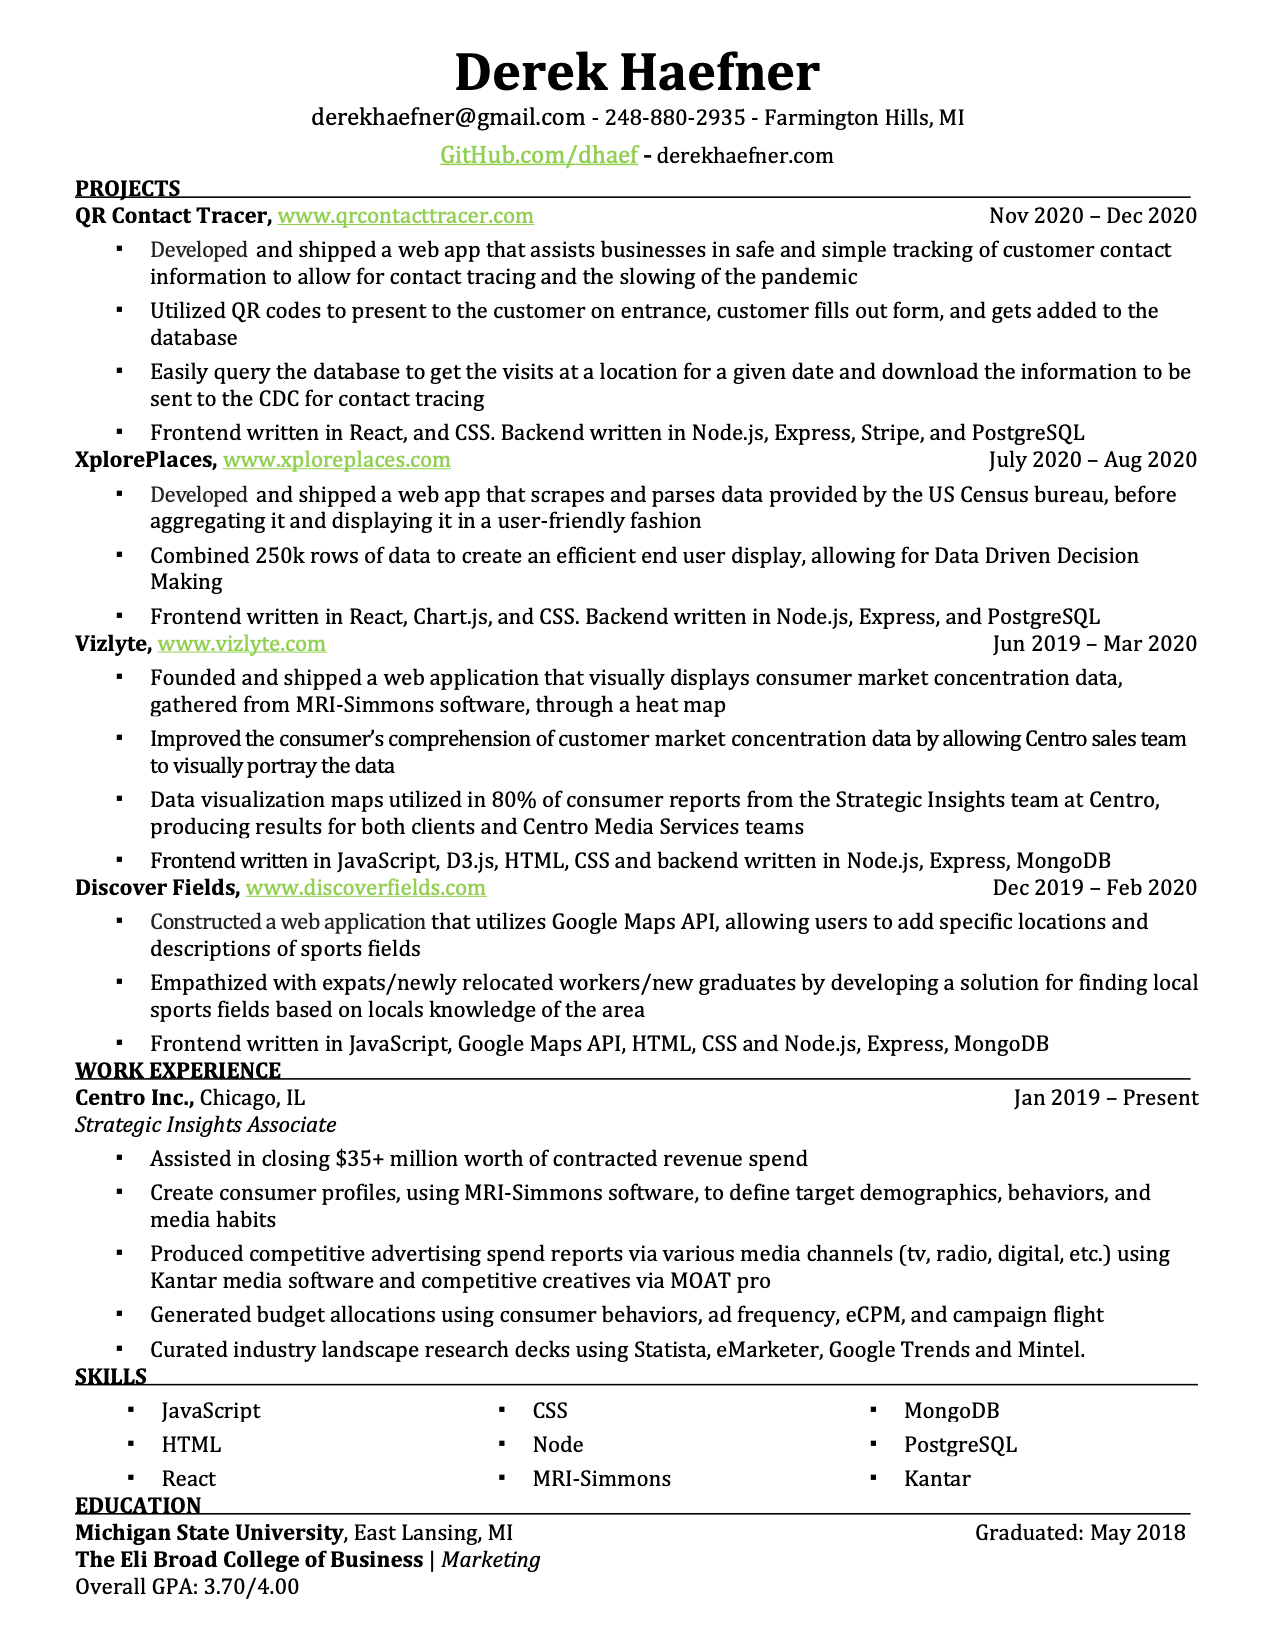 Derek Haefner
derekhaefner@gmail.com - 248-880-2935 - Farmington Hills, MI
GitHub.com/dhaef - derekhaefner.com
PROJECTS
QR Contact Tracer, www.qrcontacttracer.com Nov 2020 – Dec 2020
▪ Developed and shipped a web app that assists businesses in safe and simple tracking of customer contact
information to allow for contact tracing and the slowing of the pandemic
▪ Utilized QR codes to present to the customer on entrance, customer fills out form, and gets added to the
database
▪ Easily query the database to get the visits at a location for a given date and download the information to be
sent to the CDC for contact tracing
▪ Frontend written in React, and CSS. Backend written in Node.js, Express, Stripe, and PostgreSQL
XplorePlaces, www.xploreplaces.com July 2020 – Aug 2020
▪ Developed and shipped a web app that scrapes and parses data provided by the US Census bureau, before
aggregating it and displaying it in a user-friendly fashion
▪ Combined 250k rows of data to create an efficient end user display, allowing for Data Driven Decision
Making
▪ Frontend written in React, Chart.js, and CSS. Backend written in Node.js, Express, and PostgreSQL
Vizlyte, www.vizlyte.com Jun 2019 – Mar 2020
▪ Founded and shipped a web application that visually displays consumer market concentration data,
gathered from MRI-Simmons software, through a heat map
▪ Improved the consumer’s comprehension of customer market concentration data by allowing Centro sales team
to visually portray the data
▪ Data visualization maps utilized in 80% of consumer reports from the Strategic Insights team at Centro,
producing results for both clients and Centro Media Services teams
▪ Frontend written in JavaScript, D3.js, HTML, CSS and backend written in Node.js, Express, MongoDB
Discover Fields, www.discoverfields.com Dec 2019 – Feb 2020
▪ Constructed a web application that utilizes Google Maps API, allowing users to add specific locations and
descriptions of sports fields
▪ Empathized with expats/newly relocated workers/new graduates by developing a solution for finding local
sports fields based on locals knowledge of the area
▪ Frontend written in JavaScript, Google Maps API, HTML, CSS and Node.js, Express, MongoDB
WORK EXPERIENCE
Centro Inc., Chicago, IL Jan 2019 – Present
Strategic Insights Associate
▪ Assisted in closing $35+ million worth of contracted revenue spend
▪ Create consumer profiles, using MRI-Simmons software, to define target demographics, behaviors, and
media habits
▪ Produced competitive advertising spend reports via various media channels (tv, radio, digital, etc.) using
Kantar media software and competitive creatives via MOAT pro
▪ Generated budget allocations using consumer behaviors, ad frequency, eCPM, and campaign flight
▪ Curated industry landscape research decks using Statista, eMarketer, Google Trends and Mintel.
SKILLS
▪ JavaScript ▪ CSS ▪ MongoDB
▪ HTML ▪ Node ▪ PostgreSQL
▪ React ▪ MRI-Simmons ▪ Kantar
EDUCATION
Michigan State University, East Lansing, MI Graduated: May 2018
The Eli Broad College of Business | Marketing
Overall GPA: 3.70/4.00